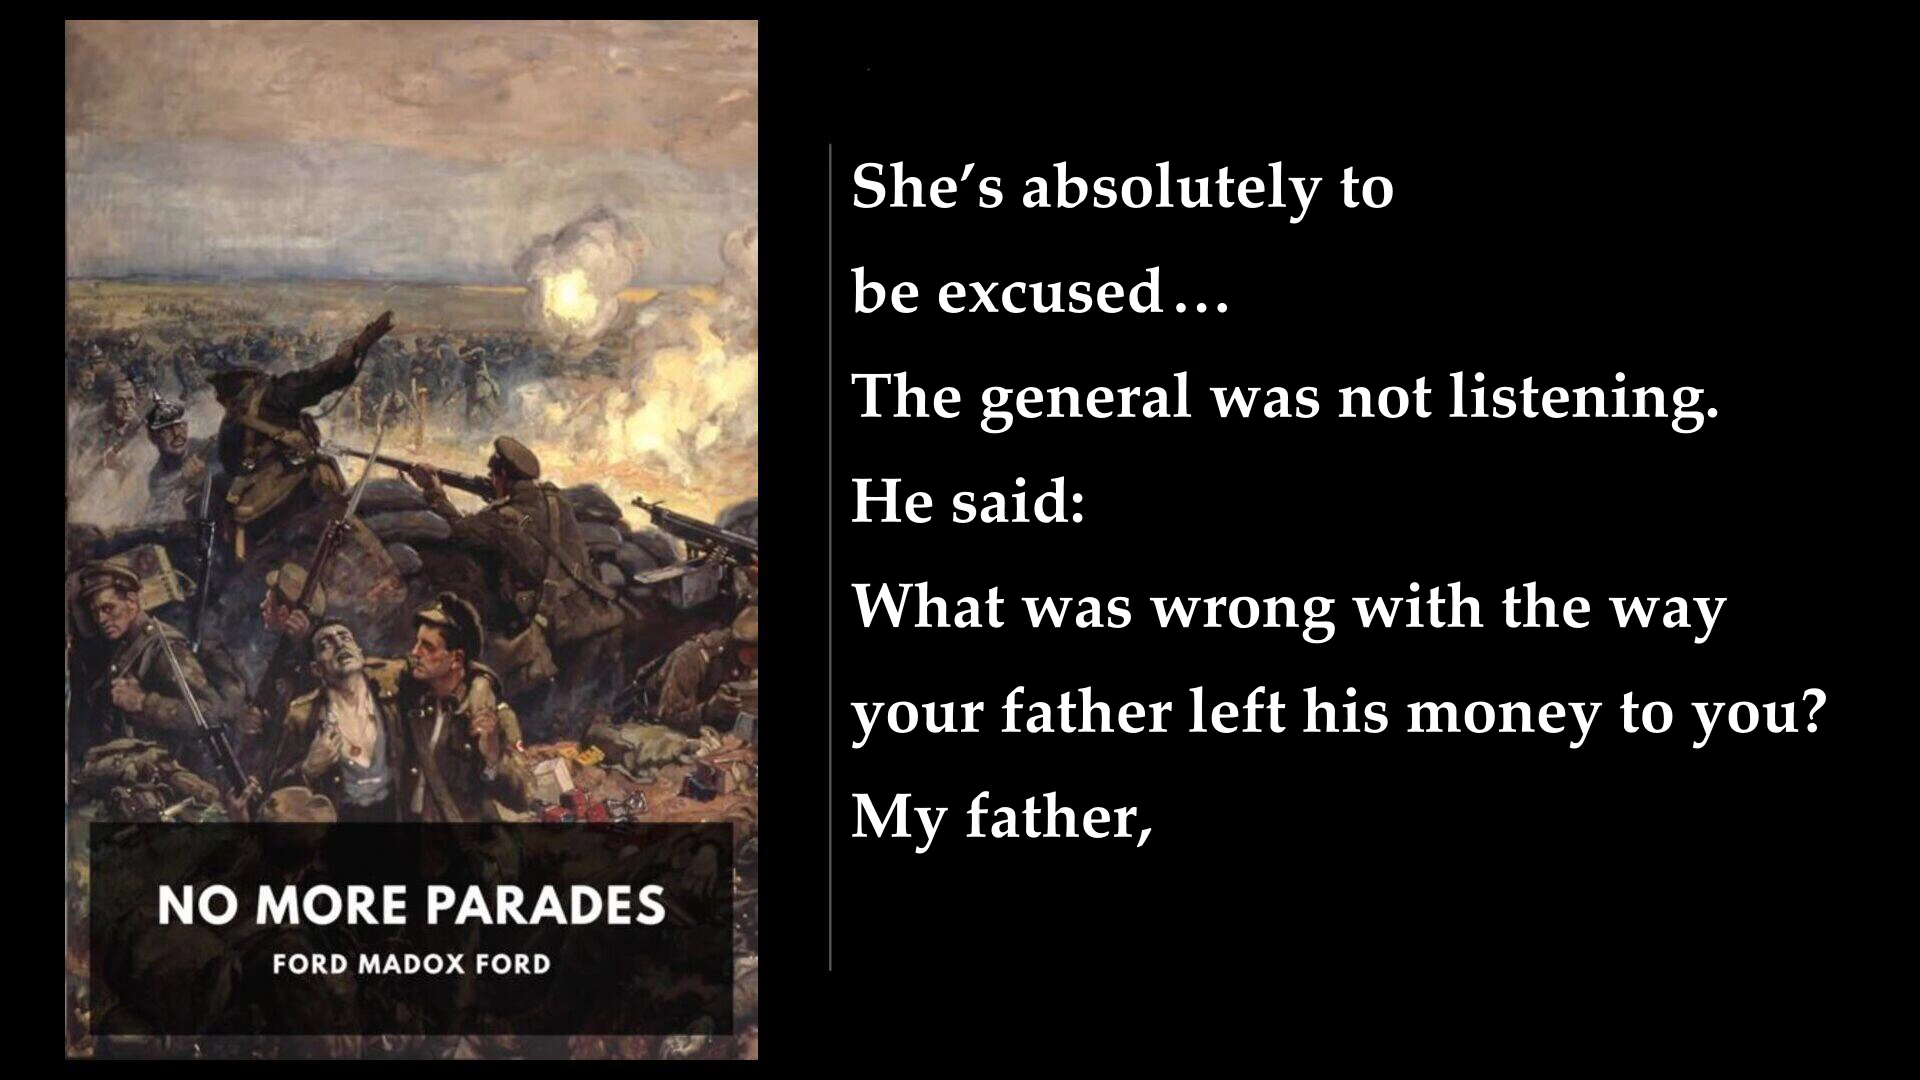 She’s absolutely to
be excused…
The general was not listening.
He said:
What was wrong with the way
your father left his money to you?
My father,
NO MORE PARADES
FORD MADOX FORD